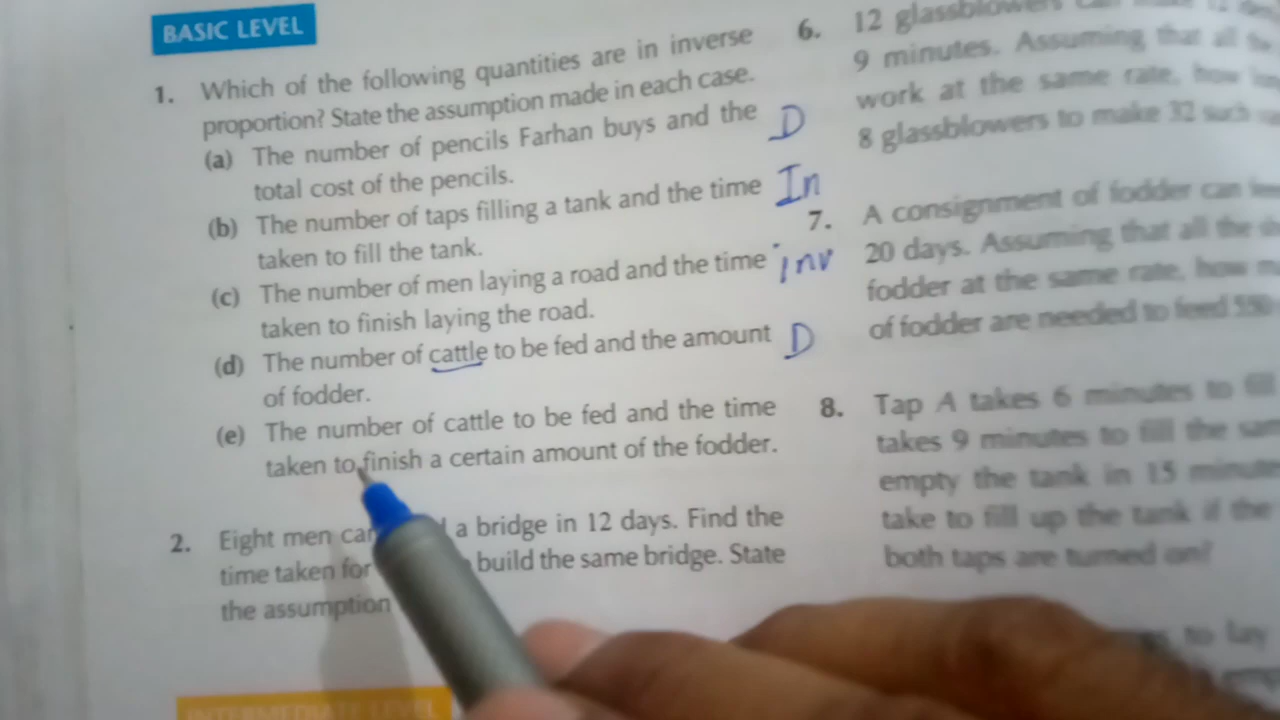 BASIC LEVEL
1. Which of the following quantities are in inverse
proportion? State the assumption made in each case.
(a) The number of pencils Farhan buys and the D
total cost of the pencils.
(b) The number of taps filling a tank and the time In
taken to fill the tank.
(c) The number of men laying a road and the time inv
taken to finish laying the road.
(d) The number of cattle to be fed and the amount D
of fodder.
(e) The number of cattle to be fed and the time
taken to finish a certain amount of the fodder.
2. Eight men can a bridge in 12 days. Find the
time taken for build the same bridge. State
the assumption
INTERMEDIATE LEVEL
6. 12 glassblowers can make 12
9 minutes. Assuming that all
work at the same rate, how
8 glassblowers to make 32 such
7. A consignment of fodder can
20 days. Assuming that all the
fodder at the same rate, how
of fodder are needed to feed 550
8. Tap A takes 6 minutes to fill
takes 9 minutes to fill the
empty the tank in 15
take to fill up the tank if the
both taps are turned on?
to lay